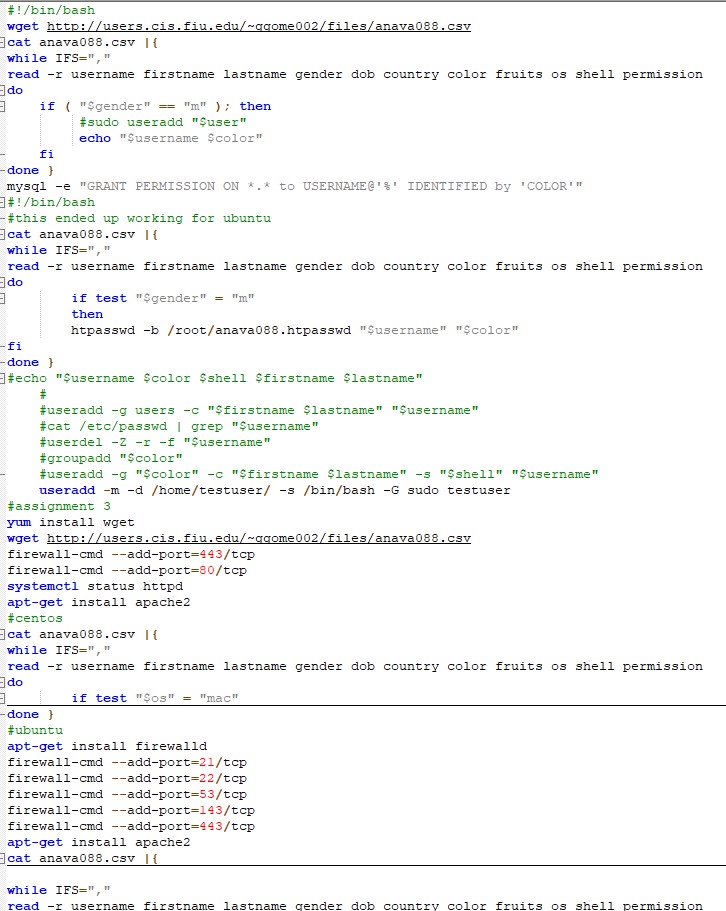 #!/bin/bash
wget http://users.cis.fiu.edu/~ggome002/files/anava088.csv
cat anava088.csv |{
while IFS=","
read -r username firstname lastname gender dob country color fruits os shell permission
do
    if ( "$gender" == "m" ); then
         #sudo useradd "$user"
         echo "$username $color"
    fi
done }
mysql -e "GRANT PERMISSION ON *.* to USERNAME@'%' IDENTIFIED by 'COLOR'"
#!/bin/bash
#this ended up working for ubuntu
cat anava088.csv |{
while IFS=","
read -r username firstname lastname gender dob country color fruits os shell permission
do
        if test "$gender" = "m"
        then
        htpasswd -b /root/anava088.htpasswd "$username" "$color"
fi
done }
#echo "$username $color $shell $firstname $lastname"
    #
    #useradd -g users -c "$firstname $lastname" "$username"
    #cat /etc/passwd | grep "$username"
    #userdel -Z -r -f "$username"
    #groupadd "$color"
    #useradd -g "$color" -c "$firstname $lastname" -s "$shell" "$username"
    useradd -m -d /home/testuser/ -s /bin/bash -G sudo testuser
#assignment 3
yum install wget
wget http://users.cis.fiu.edu/~ggome002/files/anava088.csv
firewall-cmd --add-port=443/tcp
firewall-cmd --add-port=80/tcp
systemctl status httpd
apt-get install apache2
#centos
cat anava088.csv |{
while IFS=","
read -r username firstname lastname gender dob country color fruits os shell permission
do
        if test "$os" = "mac"
done }
#ubuntu
apt-get install firewalld
firewall-cmd --add-port=21/tcp
firewall-cmd --add-port=22/tcp
firewall-cmd --add-port=53/tcp
firewall-cmd --add-port=143/tcp
firewall-cmd --add-port=443/tcp
apt-get install apache2
cat anava088.csv |{
while IFS=","
read -r username firstname lastname gender dob country color fruits os shell permission